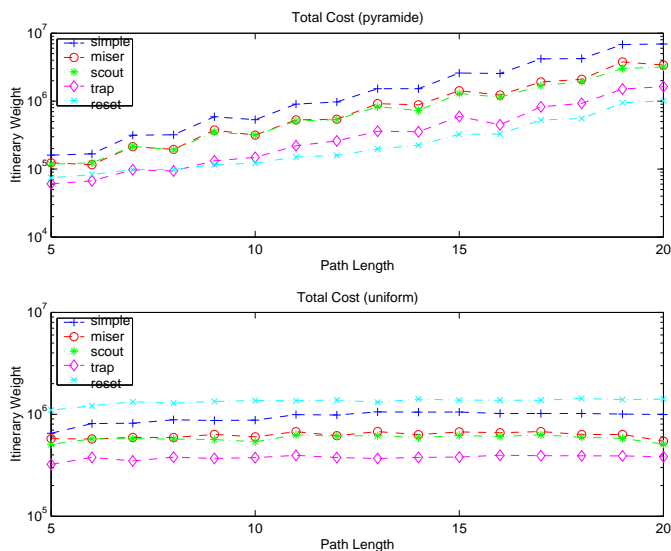 Total Cost (pyramide)
10^7
10^6
10^5
10^4
Itinerary Weight
simple
miser
scout
trap
reset
5 10 15 20
Path Length
Total Cost (uniform)
10^7
10^6
10^5
Itinerary Weight
simple
miser
scout
trap
reset
5 10 15 20
Path Length